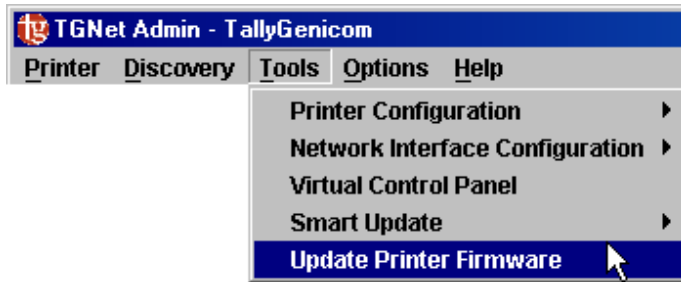 tg TGNet Admin - TallyGenicom
Printer Discovery Tools Options Help
Printer Configuration
Network Interface Configuration
Virtual Control Panel
Smart Update
Update Printer Firmware